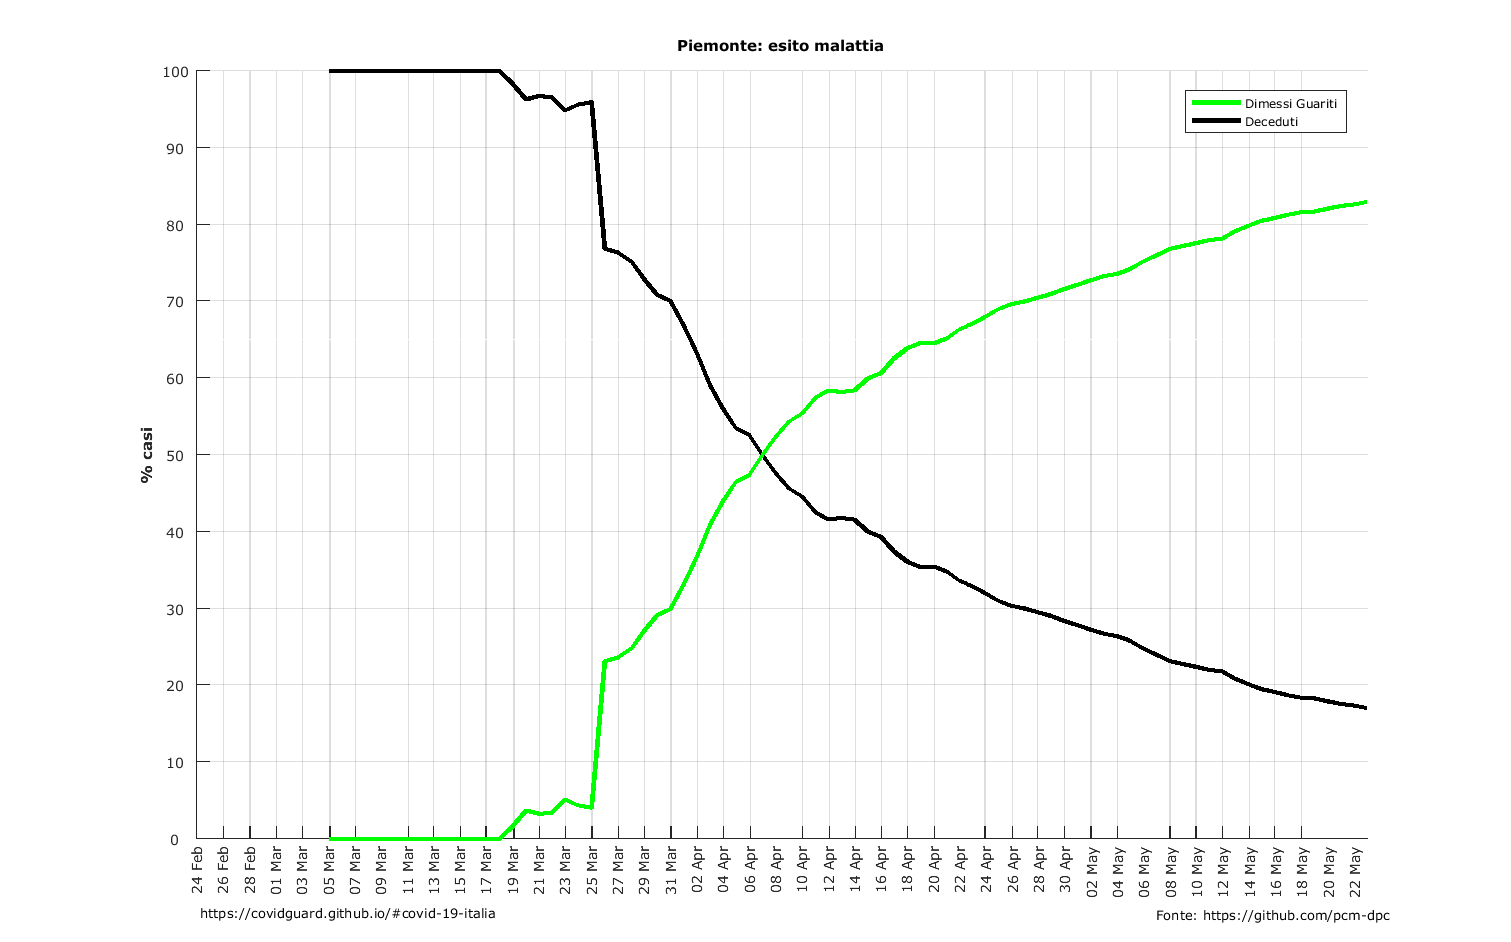 Piemonte: esito malattia
100
90
80
70
60
50
40
30
20
10
0
% casi
Dimessi Guariti
Deceduti
24 Feb
26 Feb
28 Feb
01 Mar
03 Mar
05 Mar
07 Mar
09 Mar
11 Mar
13 Mar
15 Mar
17 Mar
19 Mar
21 Mar
23 Mar
25 Mar
27 Mar
29 Mar
31 Mar
02 Apr
04 Apr
06 Apr
08 Apr
10 Apr
12 Apr
14 Apr
16 Apr
18 Apr
20 Apr
22 Apr
24 Apr
26 Apr
28 Apr
30 Apr
02 May
04 May
06 May
08 May
10 May
12 May
14 May
16 May
18 May
20 May
22 May
https://covidguard.github.io/#covid-19-italia
Fonte: https://github.com/pcm-dpc